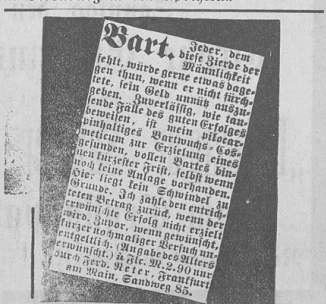 Bart. Jeder, dem
diese Zierde der
Männlichkeit
fehlt, würde gerne etwas dage-
gen thun, wenn er nicht fürch-
tete, sein Geld unnütz auszu-
geben. Zuverlässig, wie tau-
sende Fälle des guten Erfolges
beweisen, ist mein pilocar-
pinhaltiges Bartwuchs-Cos-
meticum zur Erzielung eines
gesunden, vollen Bartes bin-
nen kürzester Frist, selbst wenn
noch keine Anlage vorhanden.
Hier liegt kein Schwindel zu
Grunde. Ich zahle den entrich-
teten Betrag zurück, wenn der
erwünschte Erfolg nicht erzielt
wird. Zuvor, wenn gewünscht,
kurzer nochmaliger Versuch un-
entgeltlich. (Angabe des Alters
erwünscht.) à Flc. M. 2.90 nur
durch Ferd. Reter, Frankfurt
am Main, Sandweg 85.